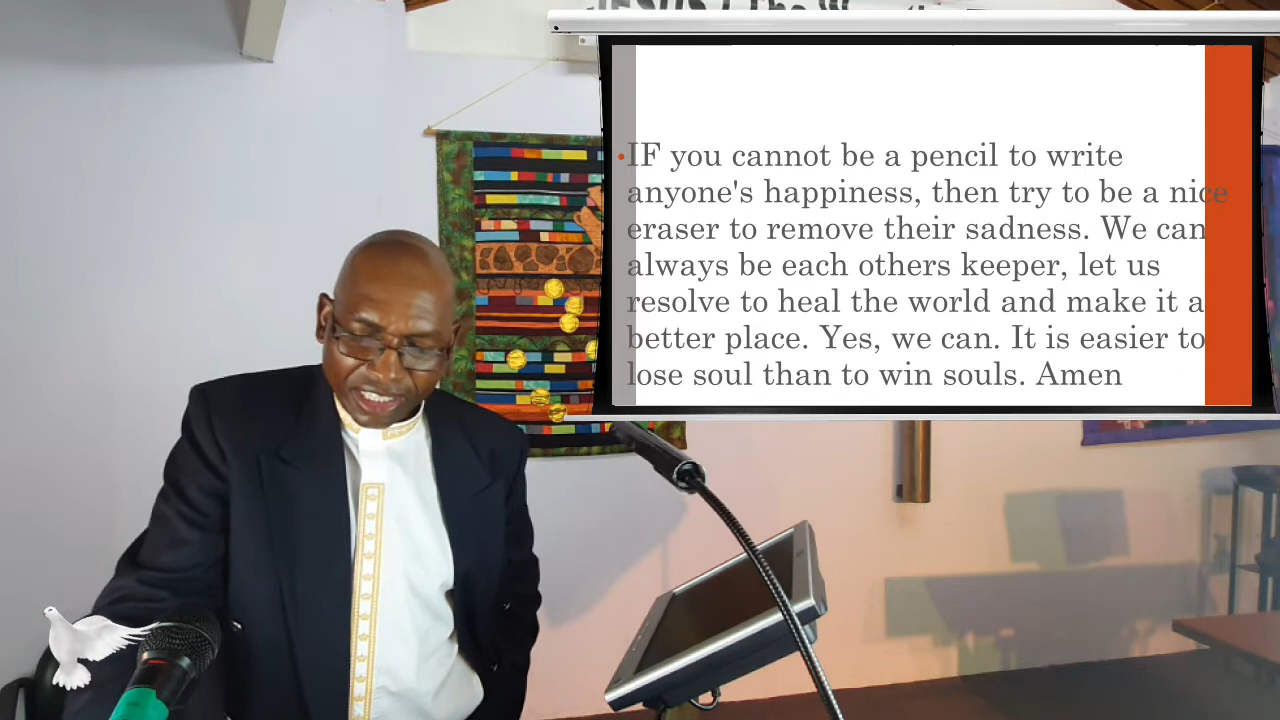 JESUS
•IF you cannot be a pencil to write
anyone's happiness, then try to be a nice
eraser to remove their sadness. We can
always be each others keeper, let us
resolve to heal the world and make it a
better place. Yes, we can. It is easier to
lose soul than to win souls. Amen